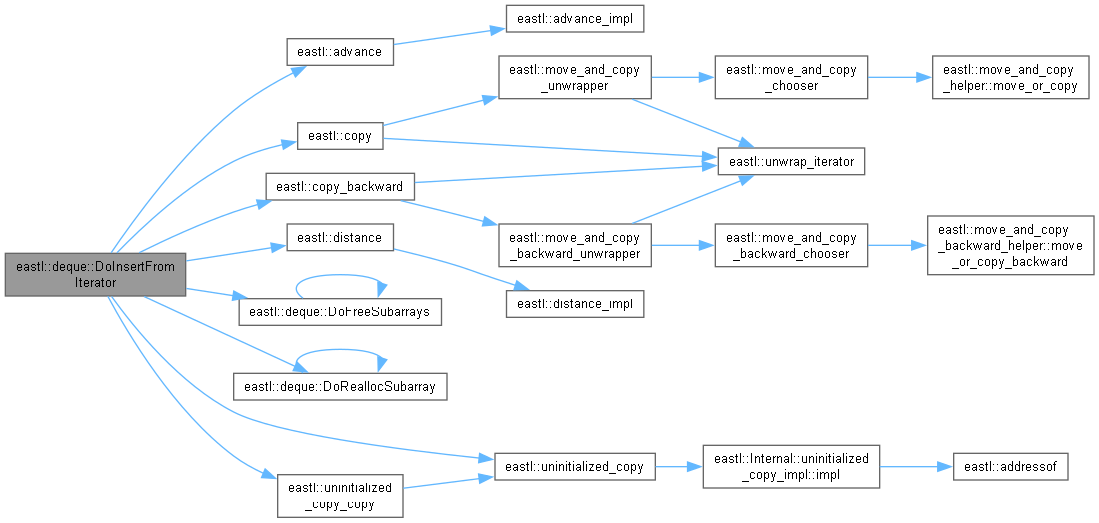 eastl::deque::DoInsertFrom
Iterator
eastl::advance
eastl::advance_impl
eastl::copy
eastl::move_and_copy
_unwrapper
eastl::move_and_copy
_chooser
eastl::move_and_copy
_helper::move_or_copy
eastl::unwrap_iterator
eastl::copy_backward
eastl::move_and_copy
_backward_unwrapper
eastl::move_and_copy
_backward_chooser
eastl::move_and_copy
_backward_helper::move
_or_copy_backward
eastl::distance
eastl::distance_impl
eastl::deque::DoFreeSubarrays
eastl::deque::DoReallocSubarray
eastl::uninitialized_copy
eastl::Internal::uninitialized
_copy_impl::impl
eastl::addressof
eastl::uninitialized
_copy_copy